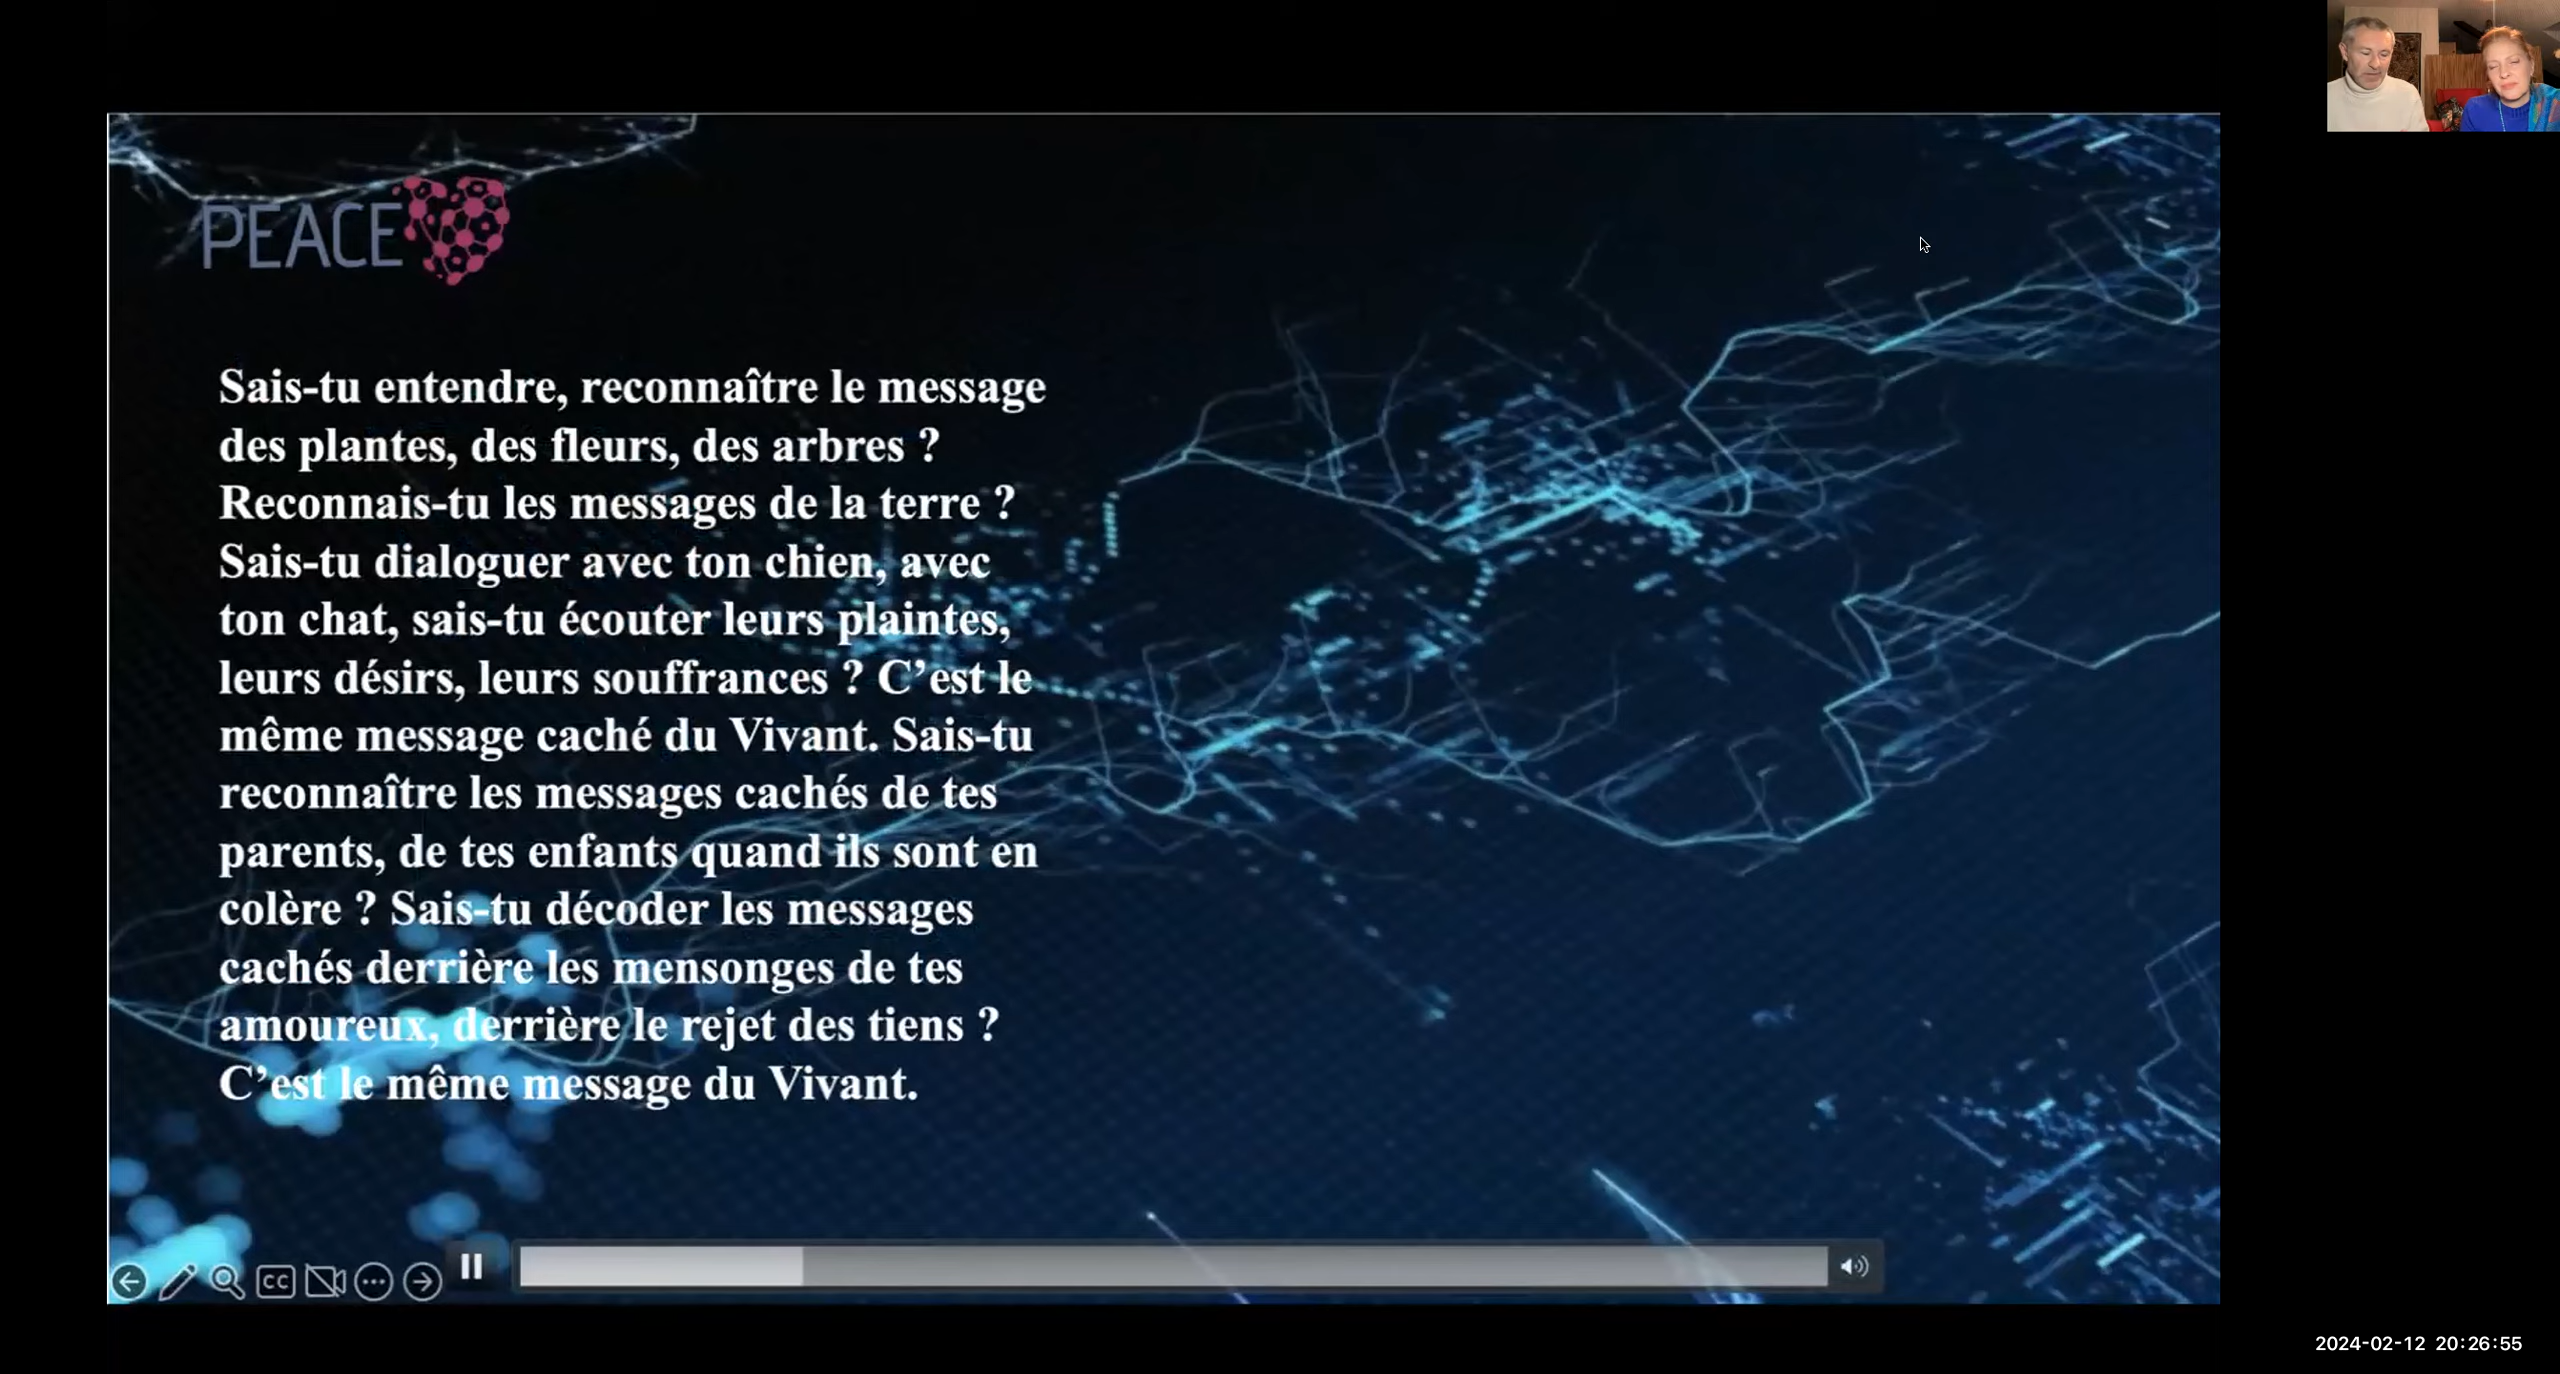 PEACE
Sais-tu entendre, reconnaître le message
des plantes, des fleurs, des arbres ?
Reconnais-tu les messages de la terre ?
Sais-tu dialoguer avec ton chien, avec
ton chat, sais-tu écouter leurs plaintes,
leurs désirs, leurs souffrances ? C’est le
même message caché du Vivant. Sais-tu
reconnaître les messages cachés de tes
parents, de tes enfants quand ils sont en
colère ? Sais-tu décoder les messages
cachés derrière les mensonges de tes
amoureux, derrière le rejet des tiens ?
C’est le même message du Vivant.
CC
2024-02-12 20:26:55